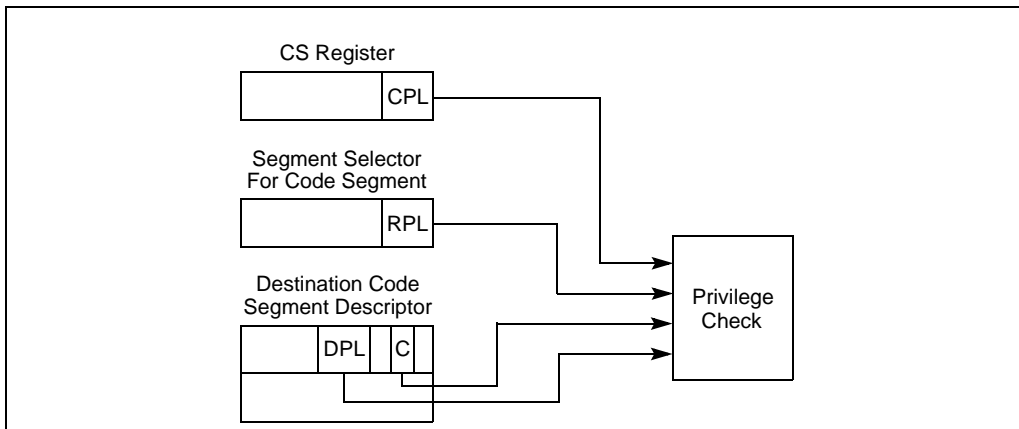 CS Register
CPL
Segment Selector
For Code Segment
RPL
Destination Code
Segment Descriptor
DPL
C
Privilege
Check